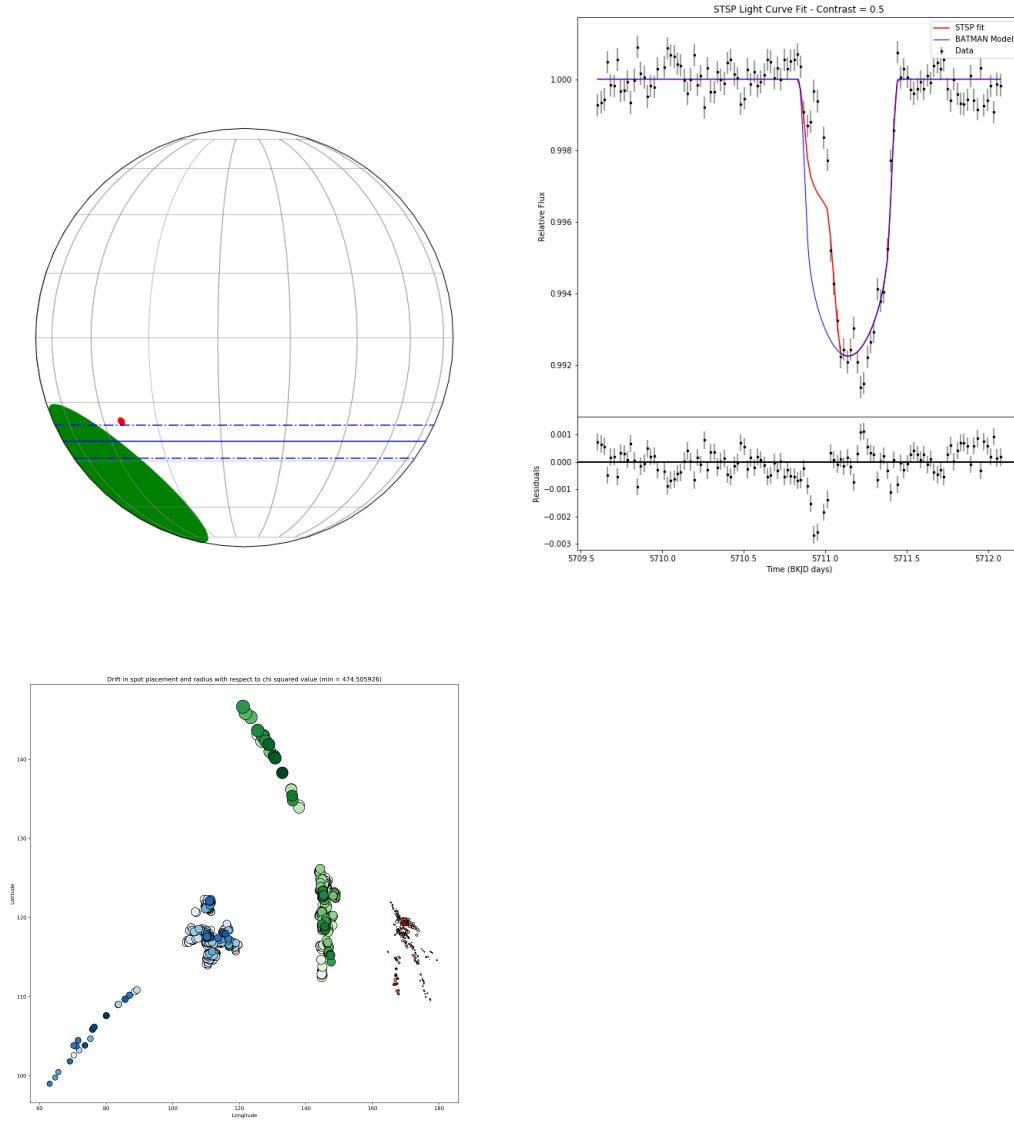 STSP Light Curve Fit - Contrast = 0.5
STSP fit
BATMAN Model
Data
1.000
0.998
0.996
0.994
0.992
Relative Flux
0.001
0.000
−0.001
−0.002
−0.003
Residuals
5709.5 5710.0 5710.5 5711.0 5711.5 5712.0
Time (BKJD days)
Drift in spot placement and radius with respect to chi squared value (min = 474.505926)
140
130
120
110
100
Latitude
60 80 100 120 140 160 180
Longitude